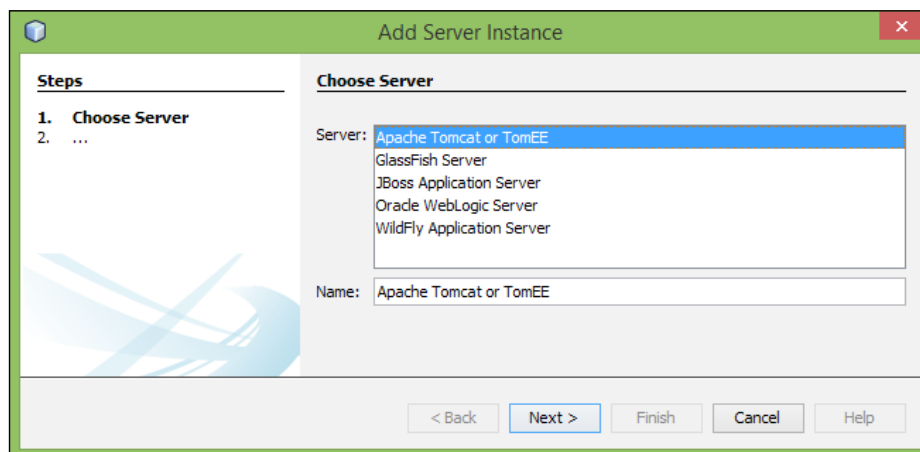 Add Server Instance
Steps
1. Choose Server
2. ...
Choose Server
Server:
Apache Tomcat or TomEE
GlassFish Server
JBoss Application Server
Oracle WebLogic Server
WildFly Application Server
Name: Apache Tomcat or TomEE
< Back Next > Finish Cancel Help